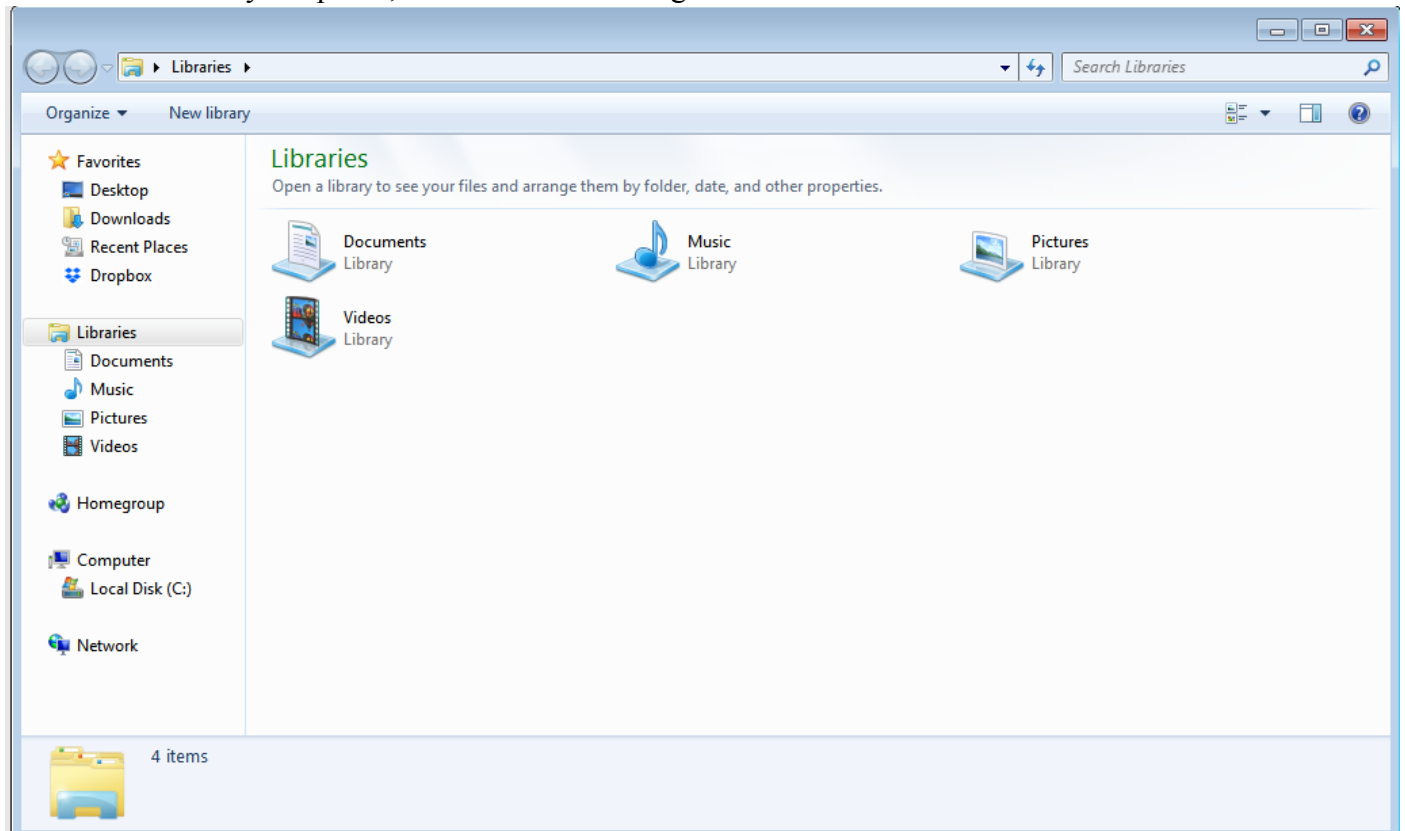 Libraries
Search Libraries
Organize New library
Favorites
Desktop
Downloads
Recent Places
Dropbox
Libraries
Documents
Music
Pictures
Videos
Homegroup
Computer
Local Disk (C:)
Network
Libraries
Open a library to see your files and arrange them by folder, date, and other properties.
Documents
Library
Music
Library
Pictures
Library
Videos
Library
4 items